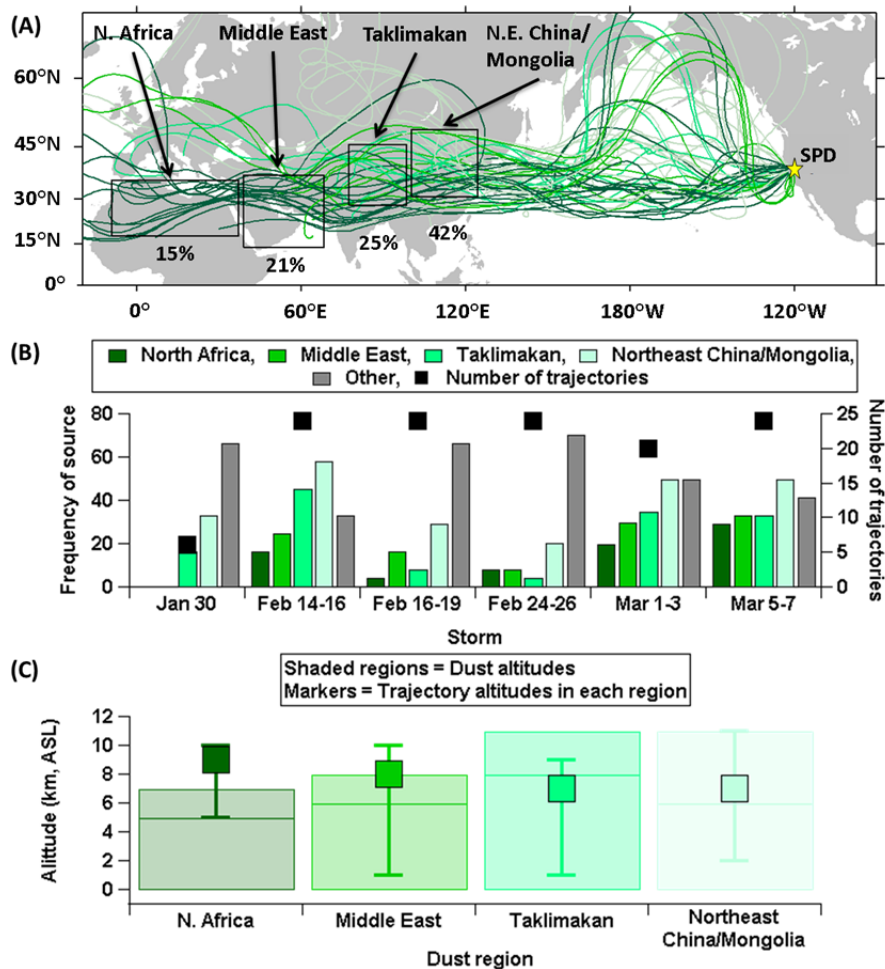 (A)
N. Africa
Middle East
Taklimakan
N.E. China/
Mongolia
60°N
45°N
30°N
15°N
0°
SPD
15%
21%
25%
42%
0°
60°E
120°E
180°W
120°W
(B)
North Africa, Middle East, Taklimakan, Northeast China/Mongolia,
Other, Number of trajectories
Frequency of source
80
60
40
20
0
Number of trajectories
25
20
15
10
5
0
Jan 30
Feb 14-16
Feb 16-19
Feb 24-26
Mar 1-3
Mar 5-7
Storm
(C)
Shaded regions = Dust altitudes
Markers = Trajectory altitudes in each region
Alititude (km, ASL)
12
10
8
6
4
2
0
N. Africa
Middle East
Taklimakan
Northeast
China/Mongolia
Dust region